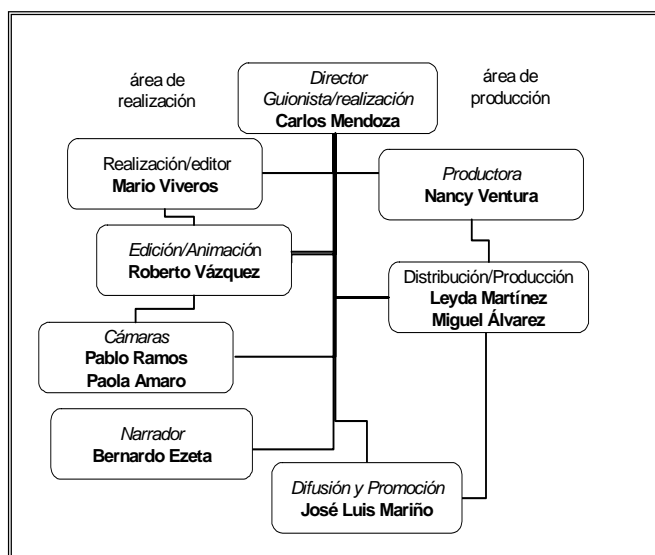 área de
realización
Director
Guionista/realización
Carlos Mendoza
área de
producción
Realización/editor
Mario Viveros
Productora
Nancy Ventura
Edición/Animación
Roberto Vázquez
Distribución/Producción
Leyda Martínez
Miguel Álvarez
Cámaras
Pablo Ramos
Paola Amaro
Narrador
Bernardo Ezeta
Difusión y Promoción
José Luis Mariño